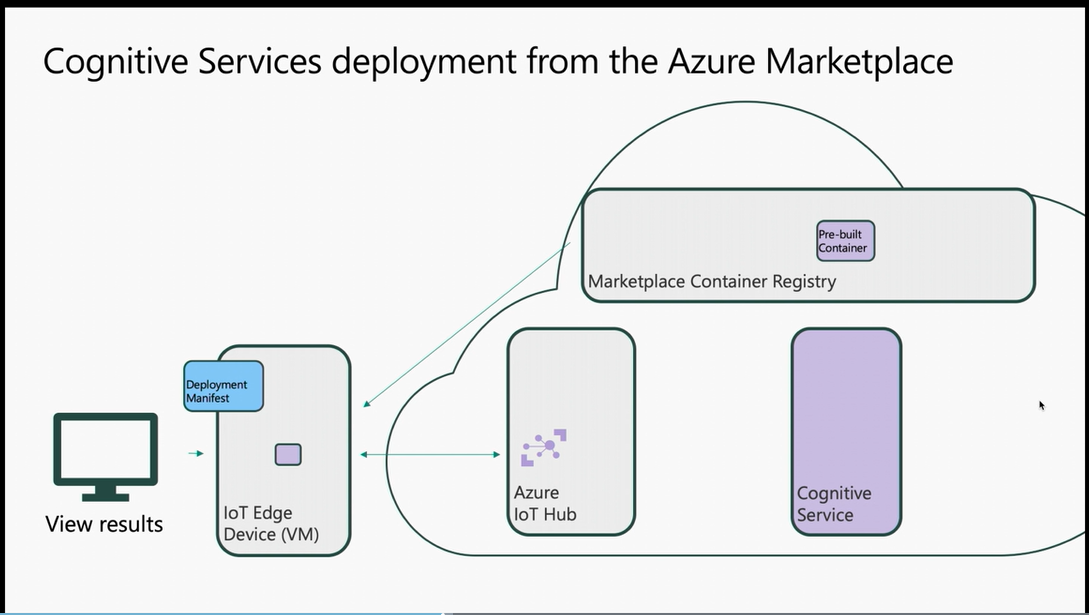 Cognitive Services deployment from the Azure Marketplace
Pre-built
Container
Marketplace Container Registry
Deployment
Manifest
IoT Edge
Device (VM)
View results
Azure
IoT Hub
Cognitive
Service